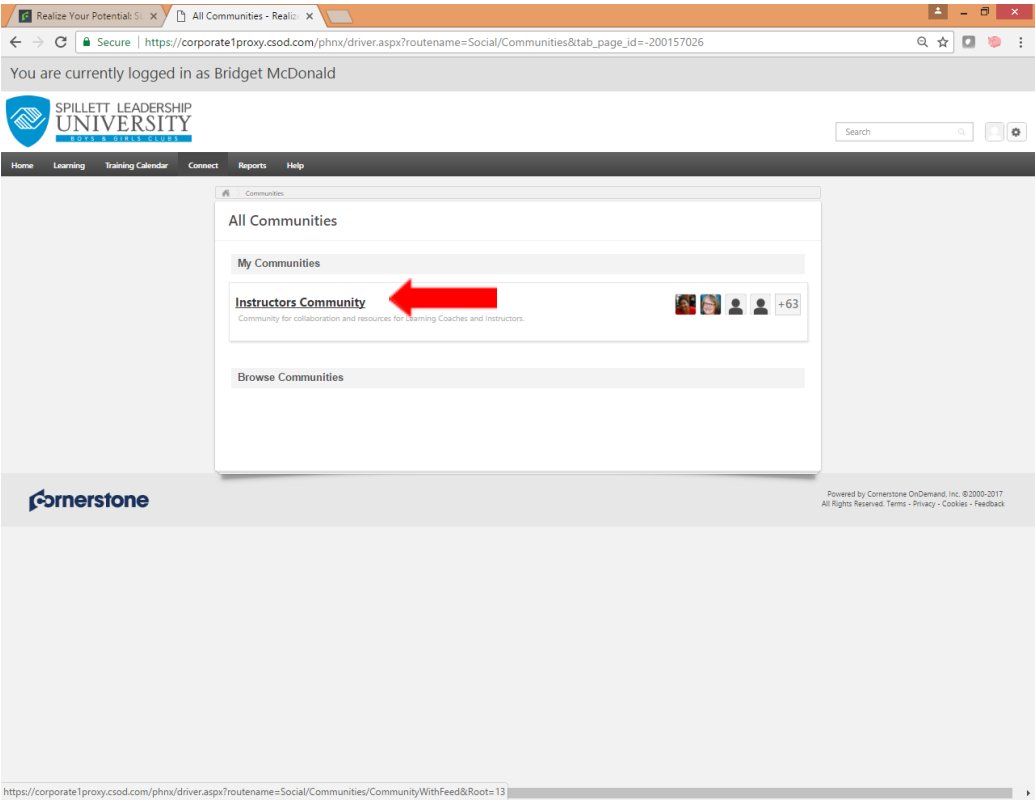 Realize Your Potential: S
All Communities - Realiz
Secure | https://corporate1proxy.csod.com/phnx/driver.aspx?routename=Social/Communities&tab_page_id=-200157026
You are currently logged in as Bridget McDonald
SPILLETT LEADERSHIP
UNIVERSITY
BOYS & GIRLS CLUBS
Search
Home Learning Training Calendar Connect Reports Help
Communities
All Communities
My Communities
Instructors Community
+63
Community for collaboration and resources for Learning Coaches and Instructors.
Browse Communities
Cornerstone
Powered by Cornerstone OnDemand, Inc. ©2000-2017
All Rights Reserved. Terms - Privacy - Cookies - Feedback
https://corporate1proxy.csod.com/phnx/driver.aspx?routename=Social/Communities/CommunityWithFeed&Root=13